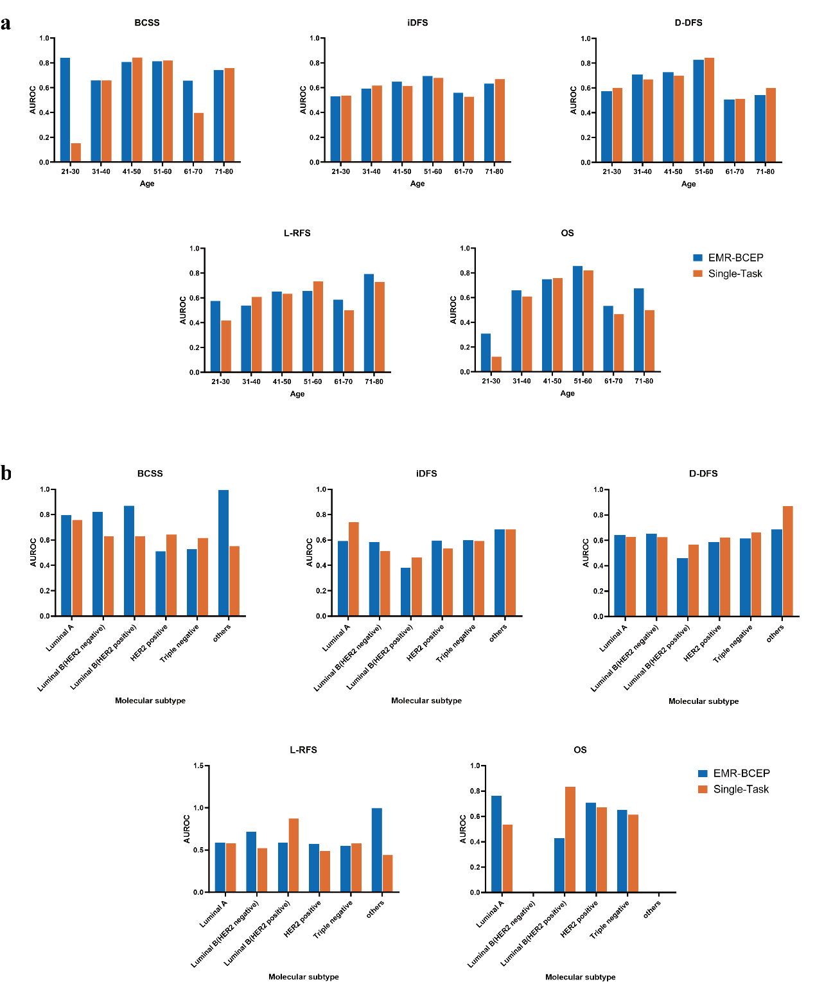 a
BCSS
iDFS
D-DFS
1.0
0.8
0.6
0.4
0.2
0.0
AUROC
21-30 31-40 41-50 51-60 61-70 71-80
Age
1.0
0.8
0.6
0.4
0.2
0.0
AUROC
21-30 31-40 41-50 51-60 61-70 71-80
Age
1.0
0.8
0.6
0.4
0.2
0.0
AUROC
21-30 31-40 41-50 51-60 61-70 71-80
Age
L-RFS
1.0
0.8
0.6
0.4
0.2
0.0
AUROC
21-30 31-40 41-50 51-60 61-70 71-80
Age
OS
1.0
0.8
0.6
0.4
0.2
0.0
AUROC
21-30 31-40 41-50 51-60 61-70 71-80
Age
EMR-BCEP
Single-Task
b
BCSS
1.0
0.8
0.6
0.4
0.2
0.0
AUROC
Luminal A
Luminal B(HER2 negative)
Luminal B(HER2 positive)
HER2 positive
Triple negative
others
Molecular subtype
iDFS
1.0
0.8
0.6
0.4
0.2
0.0
AUROC
Luminal A
Luminal B(HER2 negative)
Luminal B(HER2 positive)
HER2 positive
Triple negative
others
Molecular subtype
D-DFS
1.0
0.8
0.6
0.4
0.2
0.0
AUROC
Luminal A
Luminal B(HER2 negative)
Luminal B(HER2 positive)
HER2 positive
Triple negative
others
Molecular subtype
L-RFS
1.5
1.0
0.5
0.0
AUROC
Luminal A
Luminal B(HER2 negative)
Luminal B(HER2 positive)
HER2 positive
Triple negative
others
Molecular subtype
OS
1.0
0.8
0.6
0.4
0.2
0.0
AUROC
Luminal A
Luminal B(HER2 negative)
Luminal B(HER2 positive)
HER2 positive
Triple negative
others
Molecular subtype
EMR-BCEP
Single-Task